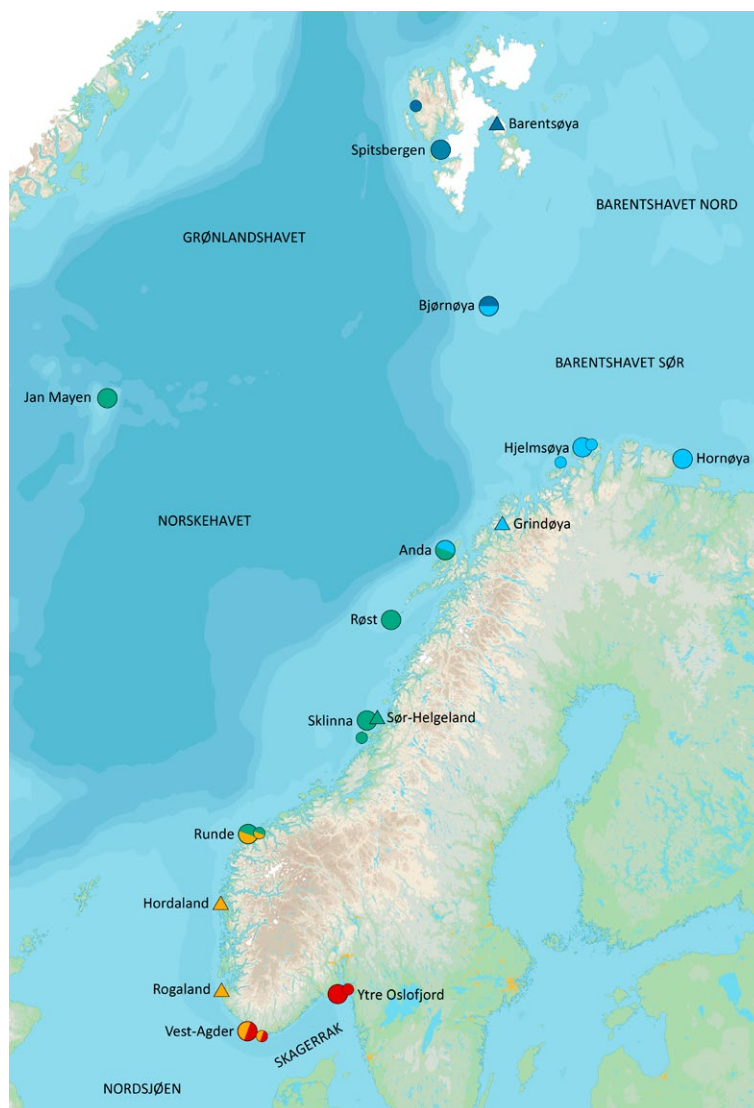 Barentsøya
Spitsbergen
BARENTSHAVET NORD
GRØNLANDSHAVET
Bjørnøya
BARENTSHAVET SØR
Jan Mayen
Hjelmsøya
Hornøya
NORSKEHAVET
Grindøya
Anda
Røst
Sklinna
Sør-Helgeland
Runde
Hordaland
Rogaland
Ytre Oslofjord
Vest-Agder
SKAGERRAK
NORDSJØEN